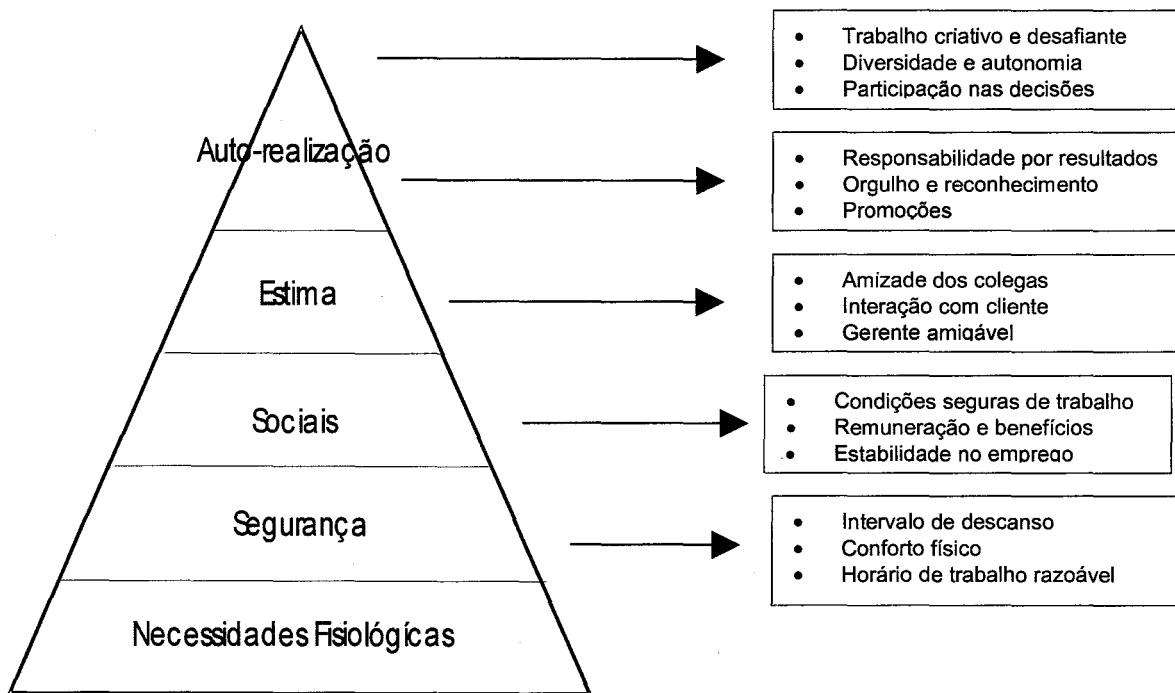 • Trabalho criativo e desafiante
• Diversidade e autonomia
• Participação nas decisões
Auto-realização
• Responsabilidade por resultados
• Orgulho e reconhecimento
• Promoções
Estima
• Amizade dos colegas
• Interação com cliente
• Gerente amigável
Sociais
• Condições seguras de trabalho
• Remuneração e benefícios
• Estabilidade no emprego
Segurança
• Intervalo de descanso
• Conforto físico
• Horário de trabalho razoável
Necessidades Fisiológicas